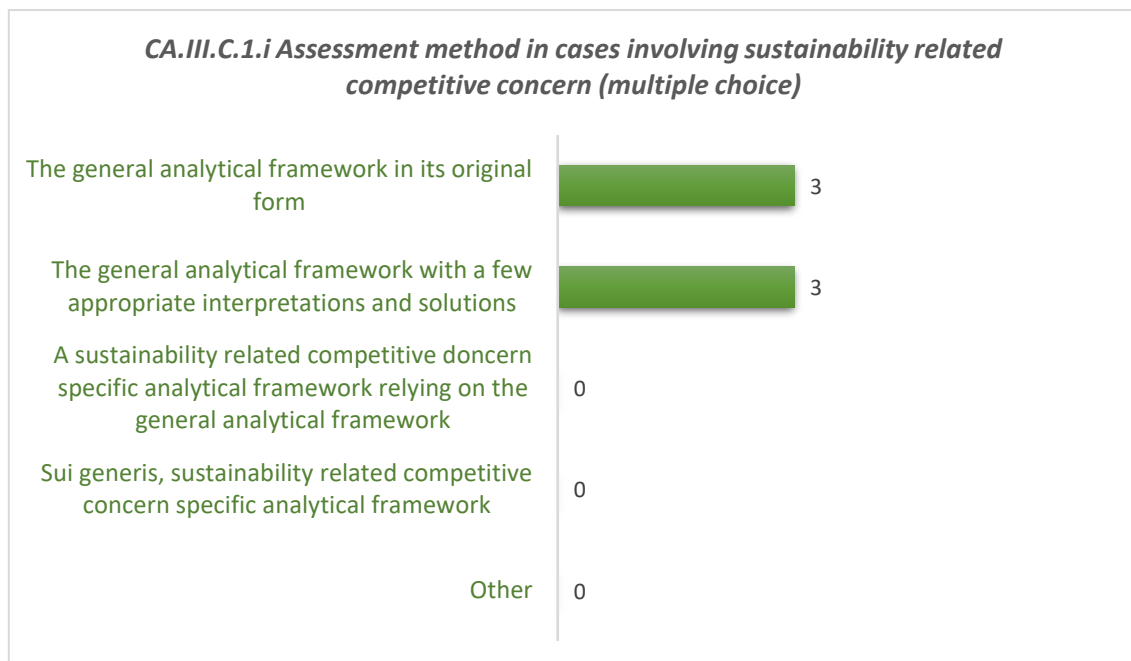 CA.III.C.1.i Assessment method in cases involving sustainability related
competitive concern (multiple choice)
The general analytical framework in its original
form
3
The general analytical framework with a few
appropriate interpretations and solutions
3
A sustainability related competitive doncern
specific analytical framework relying on the
general analytical framework
0
Sui generis, sustainability related competitive
concern specific analytical framework
0
Other
0